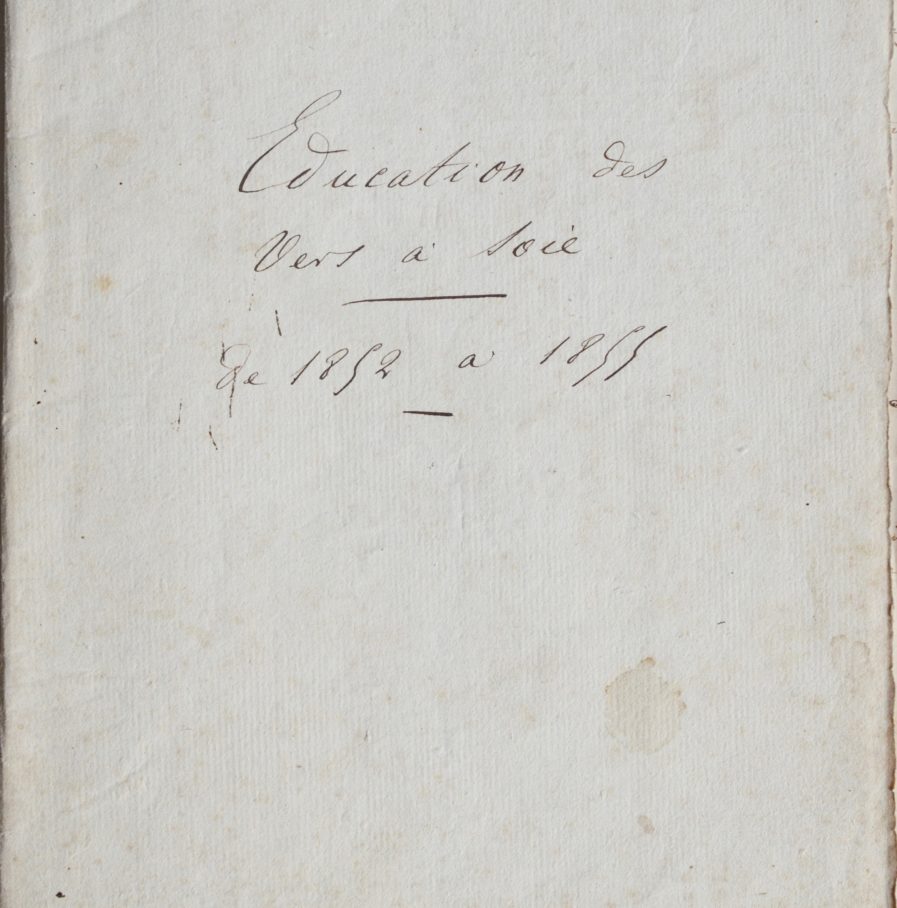 Education des
Vers à Soie
de 1852 a 1855